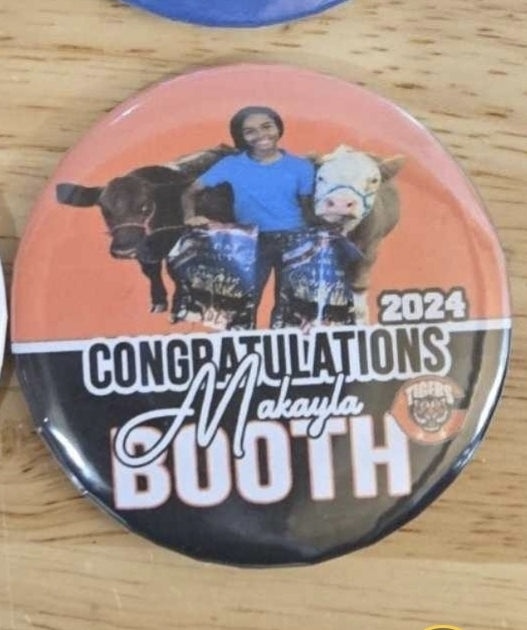 2024
CONGRATULATIONS
Makayla
TIGERS
BOOTH